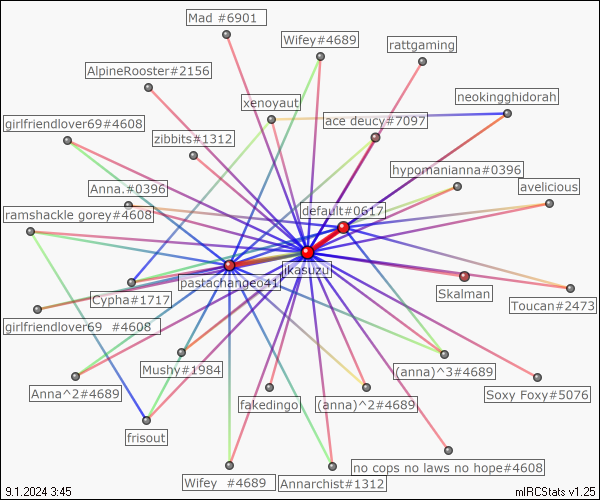 Mad #6901
Wifey#4689
rattgaming
AlpineRooster#2156
xenoyaut
neokingghidorah
girlfriendlover69#4608
ace deucy#7097
zibbits#1312
hypomanianna#0396
Anna.#0396
avelicious
ramshackle gorey#4608
default#0617
jkasuzu
pastachangeo41
Cypha#1717
Skalman
Toucan#2473
girlfriendlover69 #4608
Mushy#1984
(anna)^3#4689
Anna^2#4689
fakedingo
(anna)^2#4689
Soxy Foxy#5076
frisout
no cops no laws no hope#4608
Wifey #4689
Annarchist#1312
9.1.2024 3:45
mIRCStats v1.25